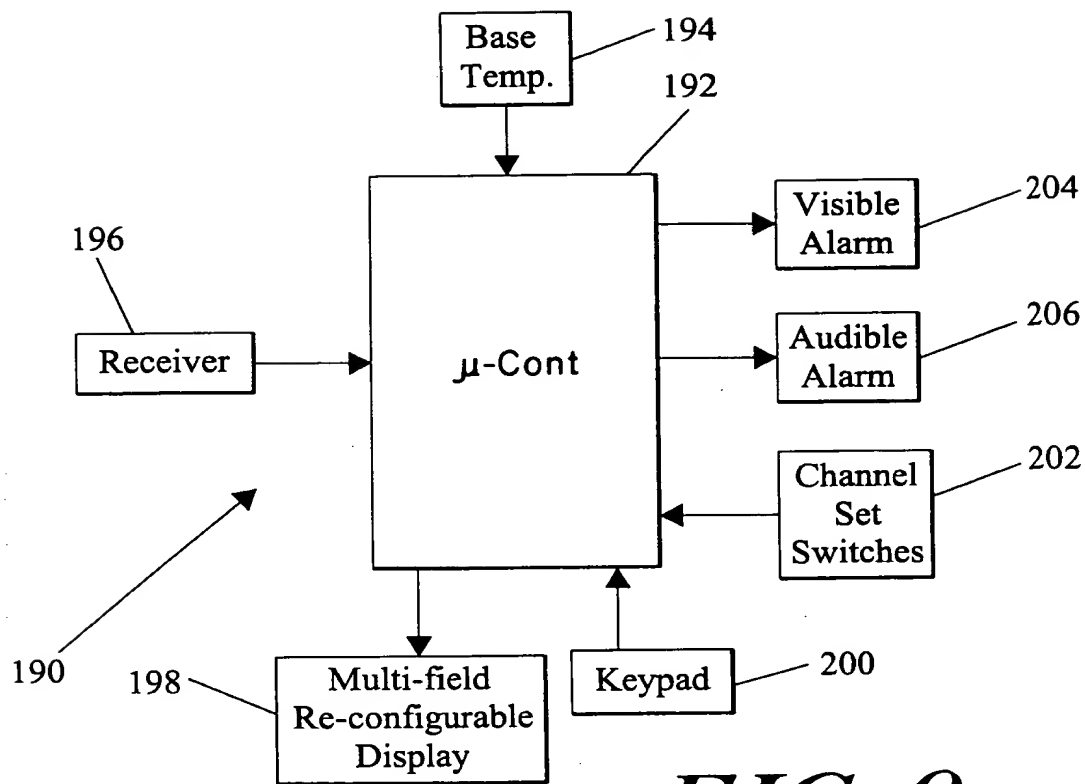 Base
Temp.
194
192
Visible
Alarm
204
196
Receiver
μ-Cont
Audible
Alarm
206
Channel
Set
Switches
202
190
198
Multi-field
Re-configurable
Display
Keypad
200